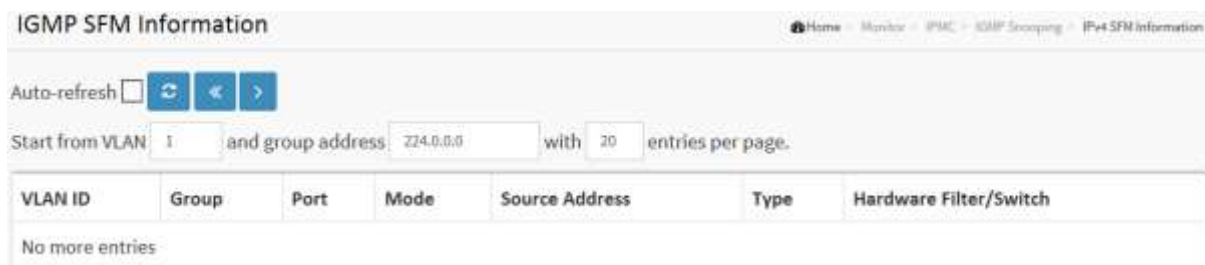 IGMP SFM Information
Home - Monitor - IPMC - IGMP Snooping - IPv4 SFM Information
Auto-refresh
Start from VLAN 1 and group address 224.0.0.0 with 20 entries per page.
VLAN ID Group Port Mode Source Address Type Hardware Filter/Switch
No more entries